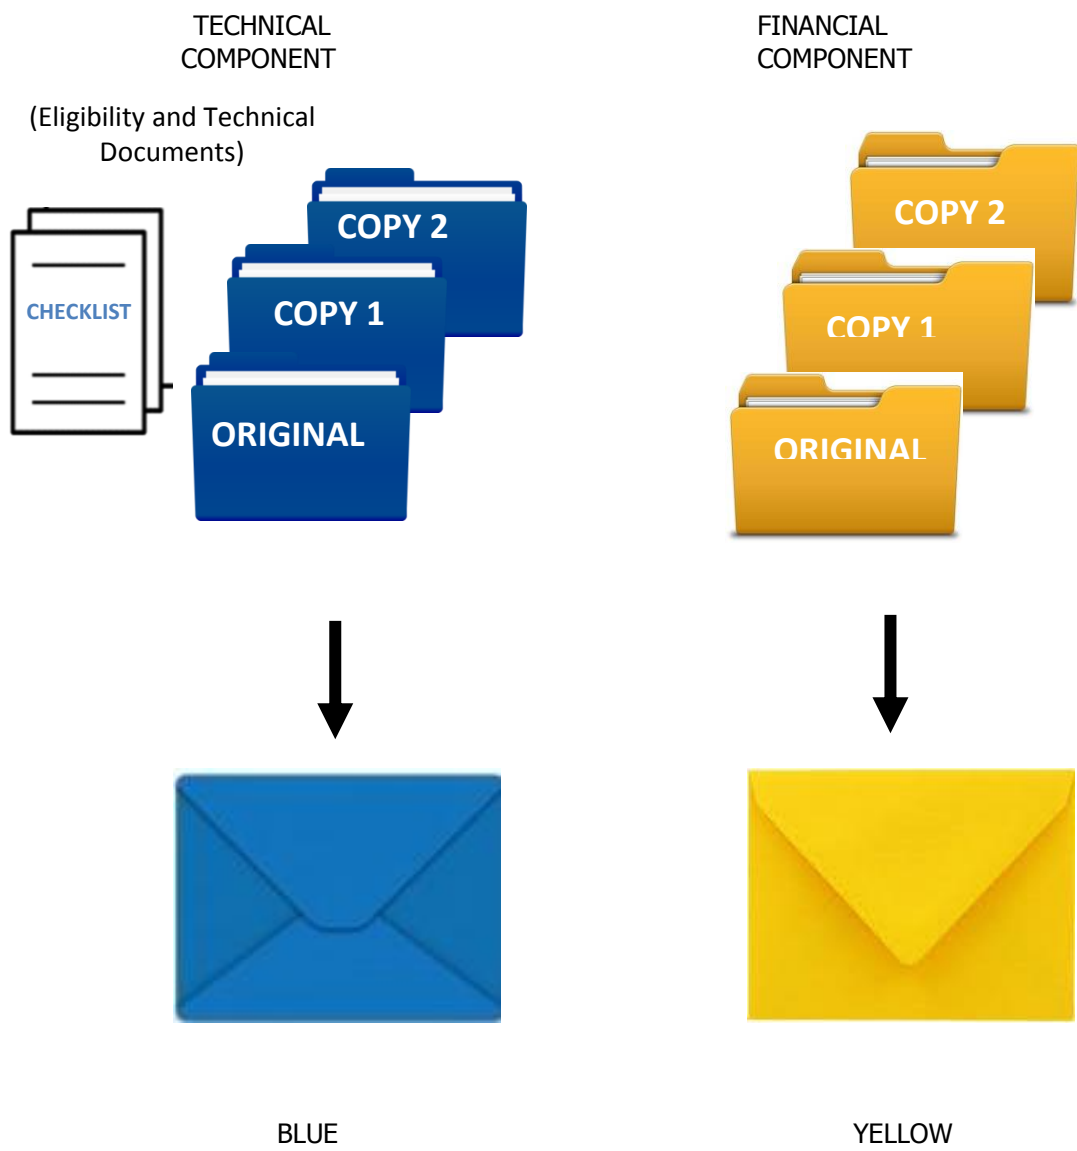 TECHNICAL
COMPONENT
(Eligibility and Technical
Documents)
CHECKLIST
COPY 2
COPY 1
ORIGINAL
BLUE
FINANCIAL
COMPONENT
COPY 2
COPY 1
ORIGINAL
YELLOW